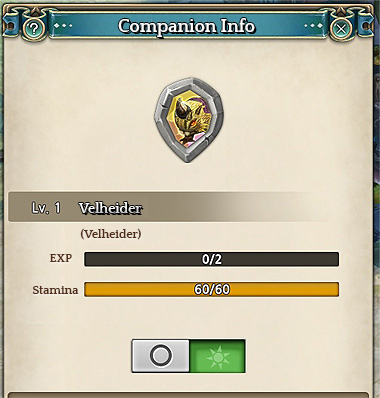 ?
Companion Info
×
Lv. 1 Velheider
(Velheider)
EXP 0/2
Stamina 60/60